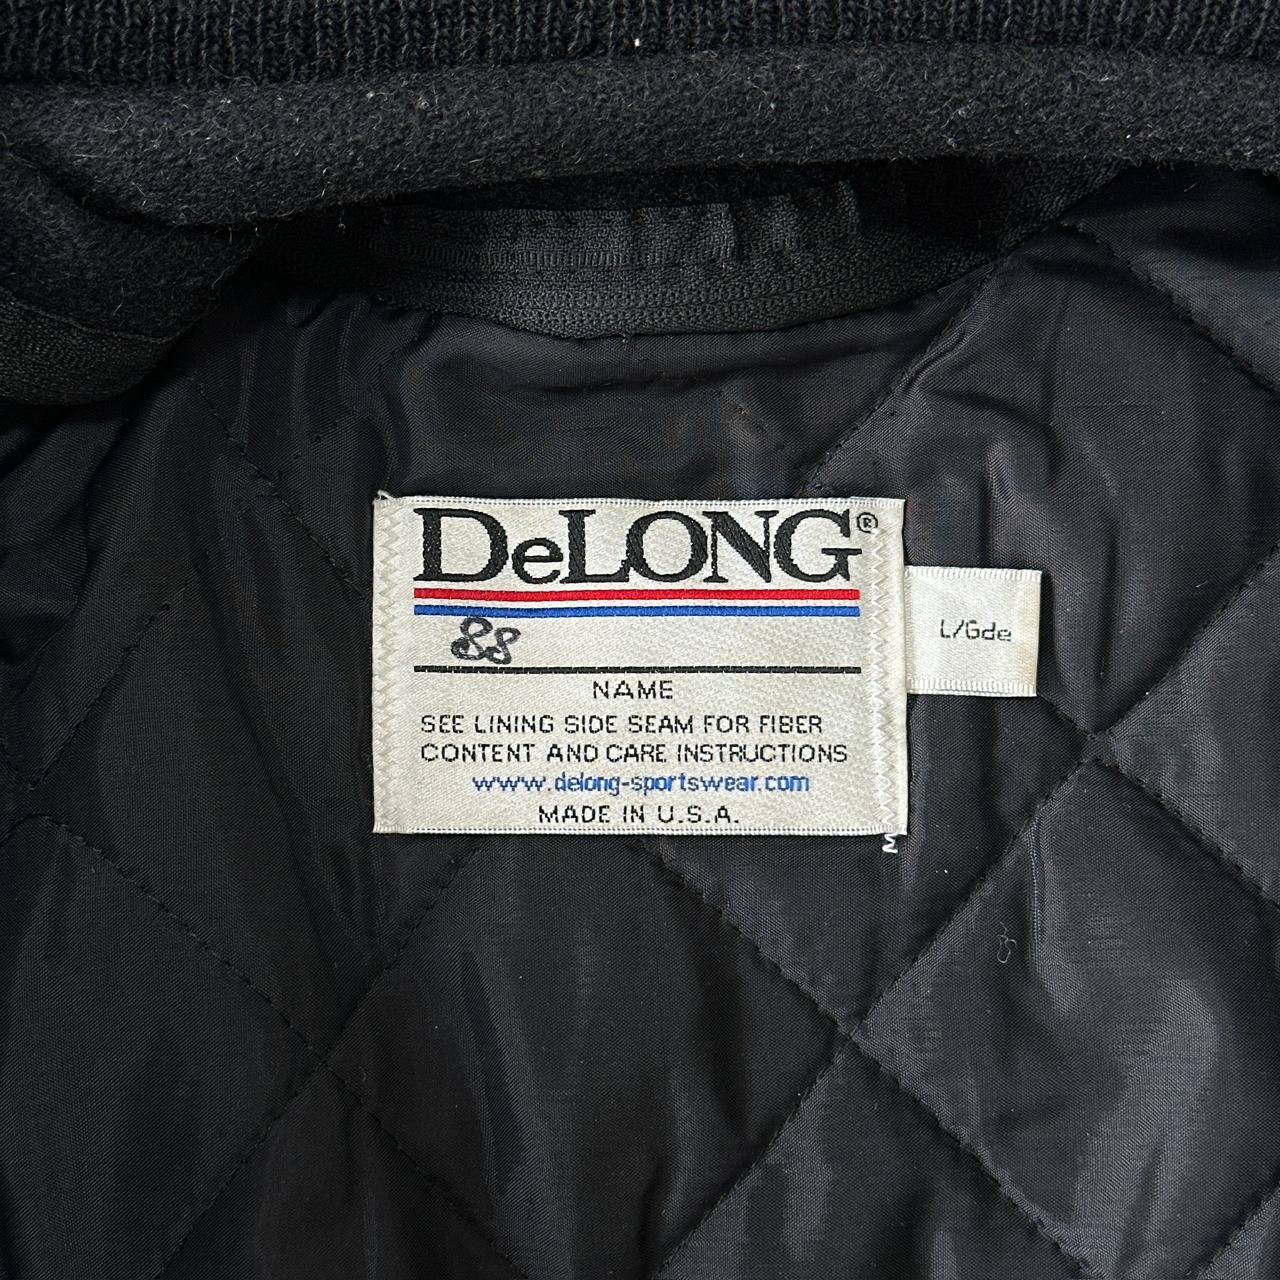 DeLONG®
88
L/Gde
NAME
SEE LINING SIDE SEAM FOR FIBER
CONTENT AND CARE INSTRUCTIONS
www.delong-sportswear.com
MADE IN U.S.A.
M